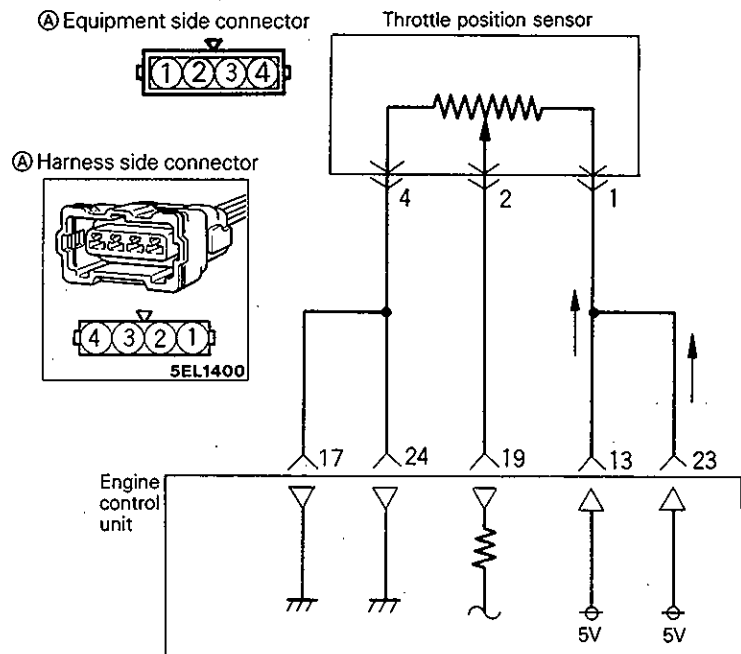 Ⓐ Equipment side connector
1 2 3 4
Throttle position sensor
4 2 1
Ⓐ Harness side connector
4 3 2 1
5EL1400
17 24 19 13 23
Engine
control
unit
5V 5V